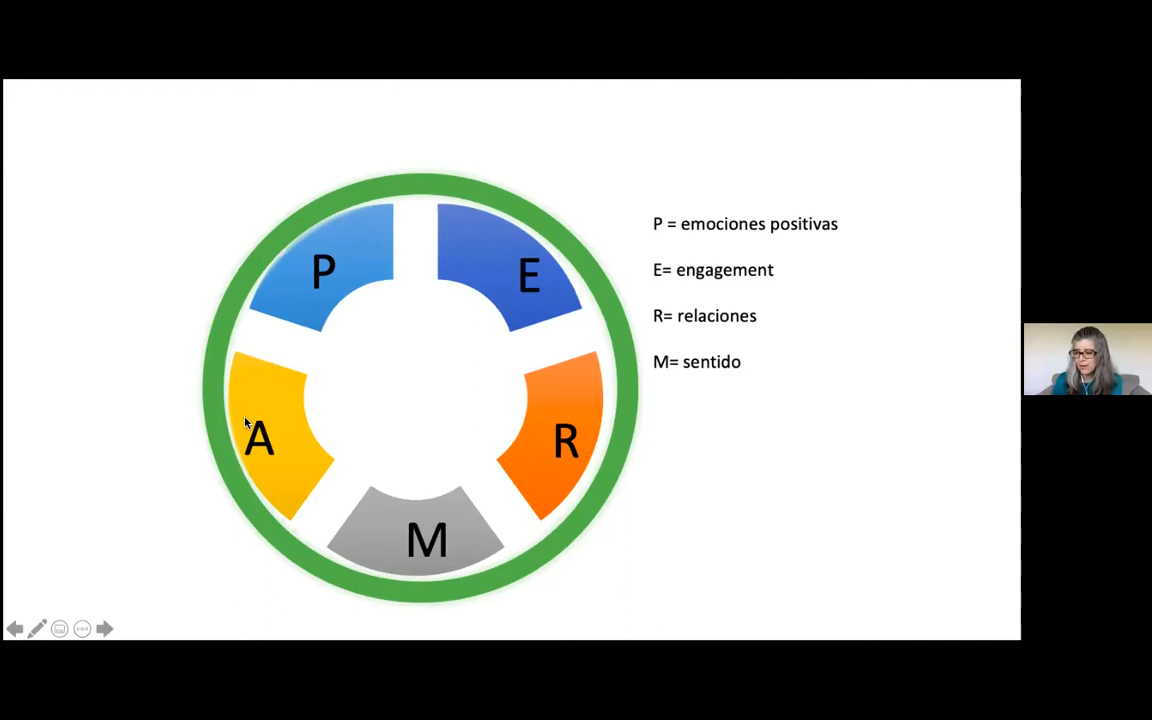 P
E
A
R
M
P = emociones positivas
E= engagement
R= relaciones
M= sentido